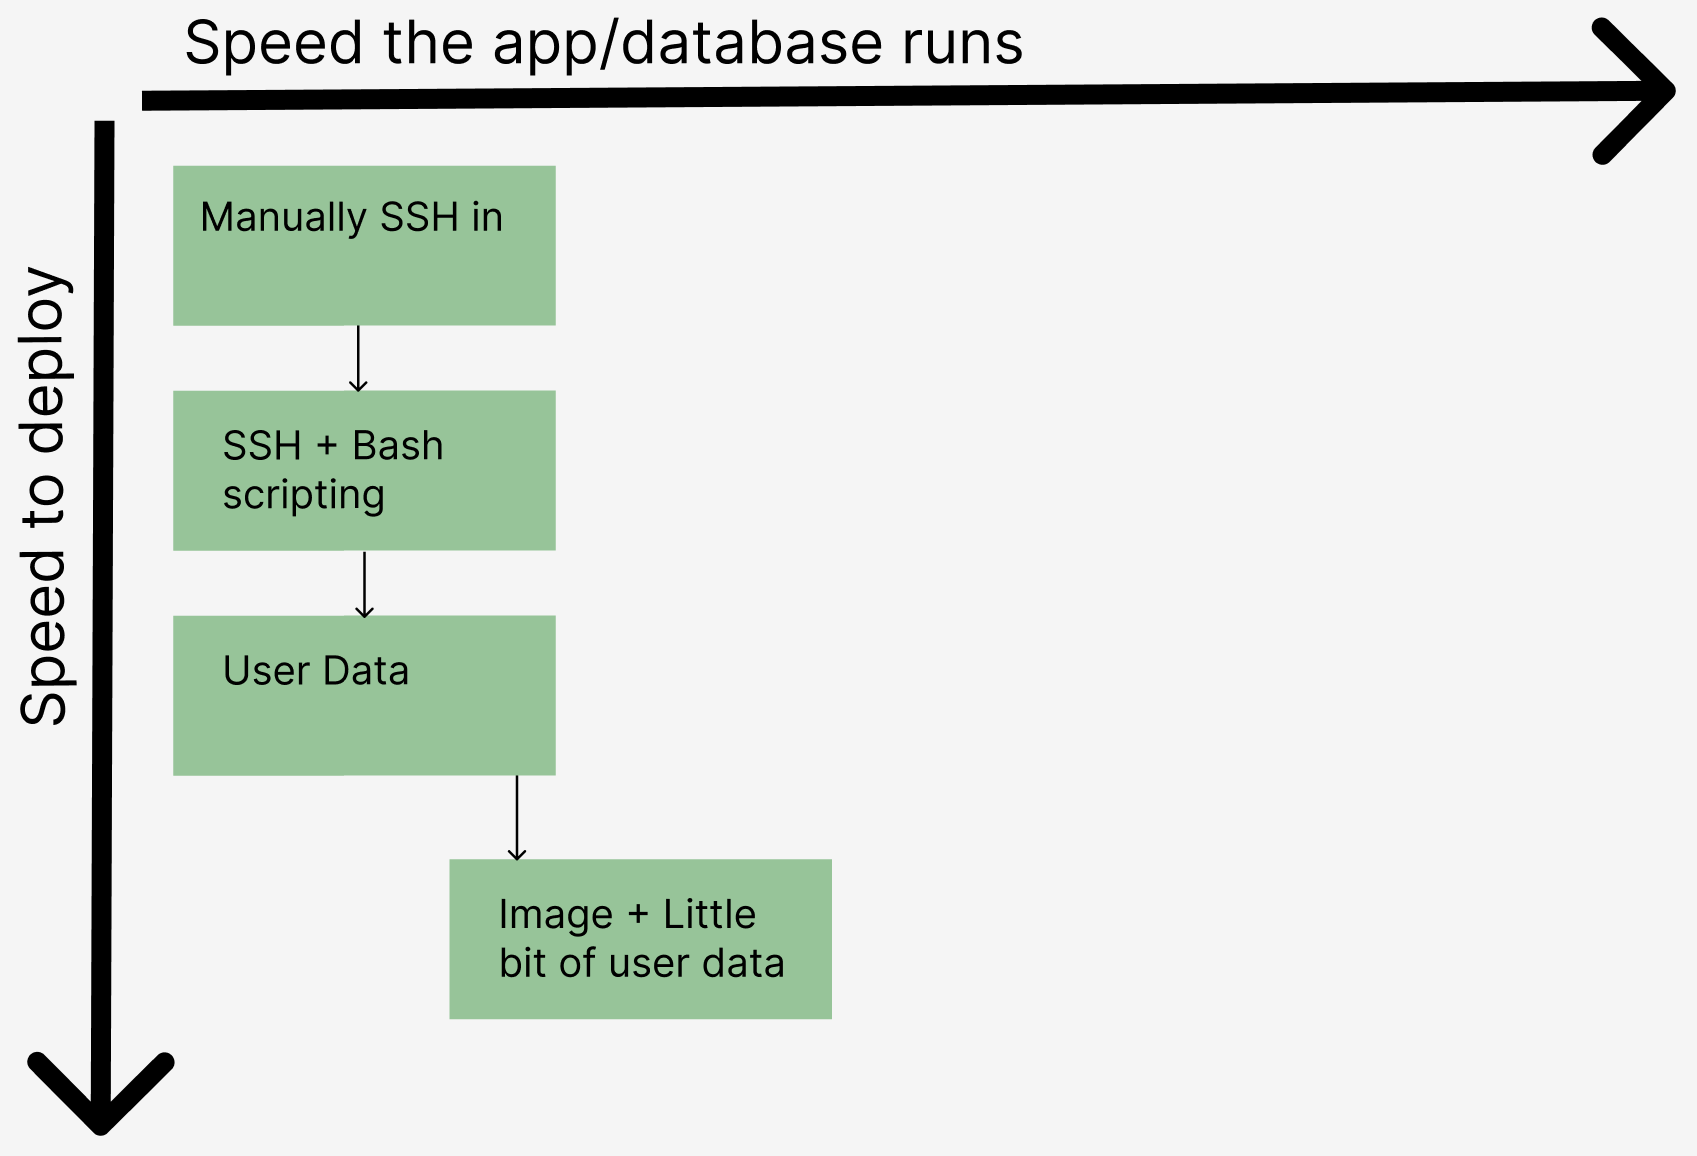 Speed the app/database runs
Speed to deploy
Manually SSH in
SSH + Bash
scripting
User Data
Image + Little
bit of user data